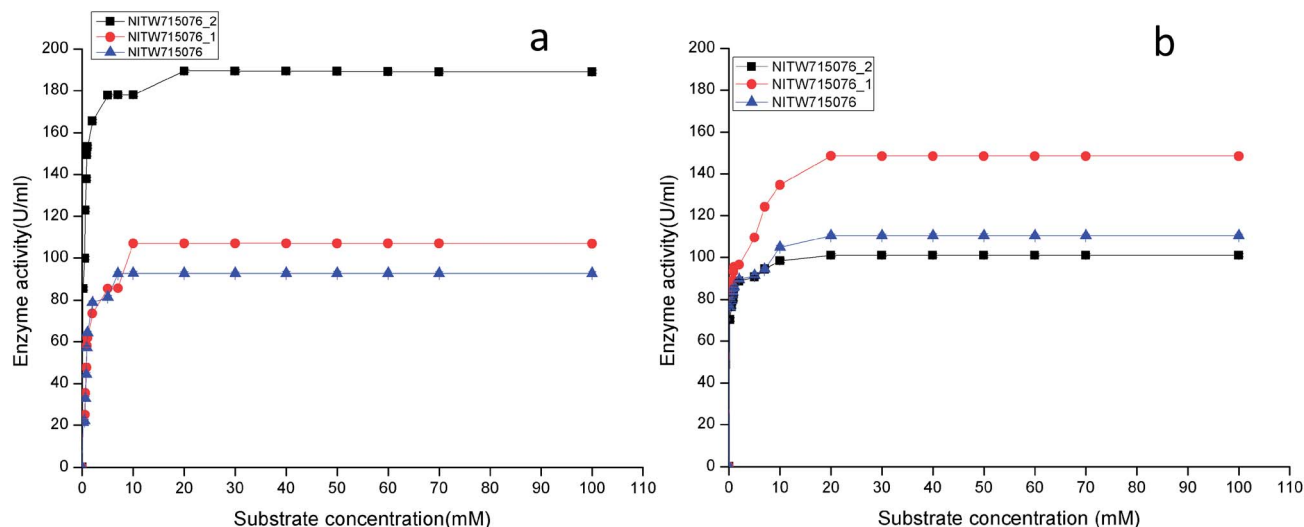 NITW715076_2
NITW715076_1
NITW715076
a
200
180
160
140
120
100
80
60
40
20
0
Enzyme activity(U/ml)
0 10 20 30 40 50 60 70 80 90 100 110
Substrate concentration(mM)
b
NITW715076_2
NITW715076_1
NITW715076
200
180
160
140
120
100
80
60
40
20
0
Enzyme activity(U/ml)
0 10 20 30 40 50 60 70 80 90 100 110
Substrate concentration (mM)